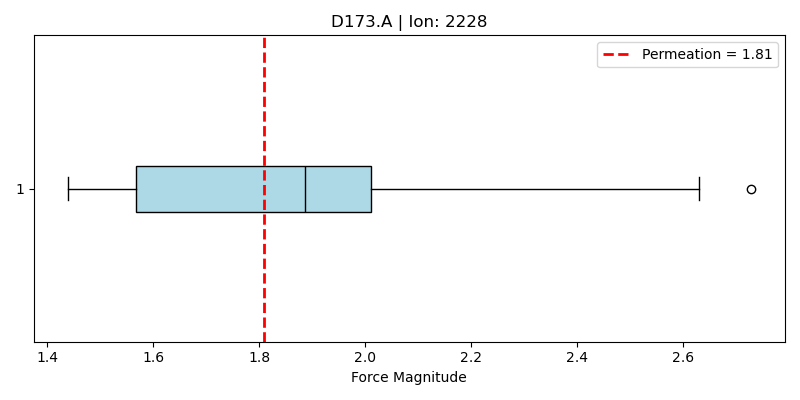 D173.A | Ion: 2228
Permeation = 1.81
1
1.4 1.6 1.8 2.0 2.2 2.4 2.6
Force Magnitude